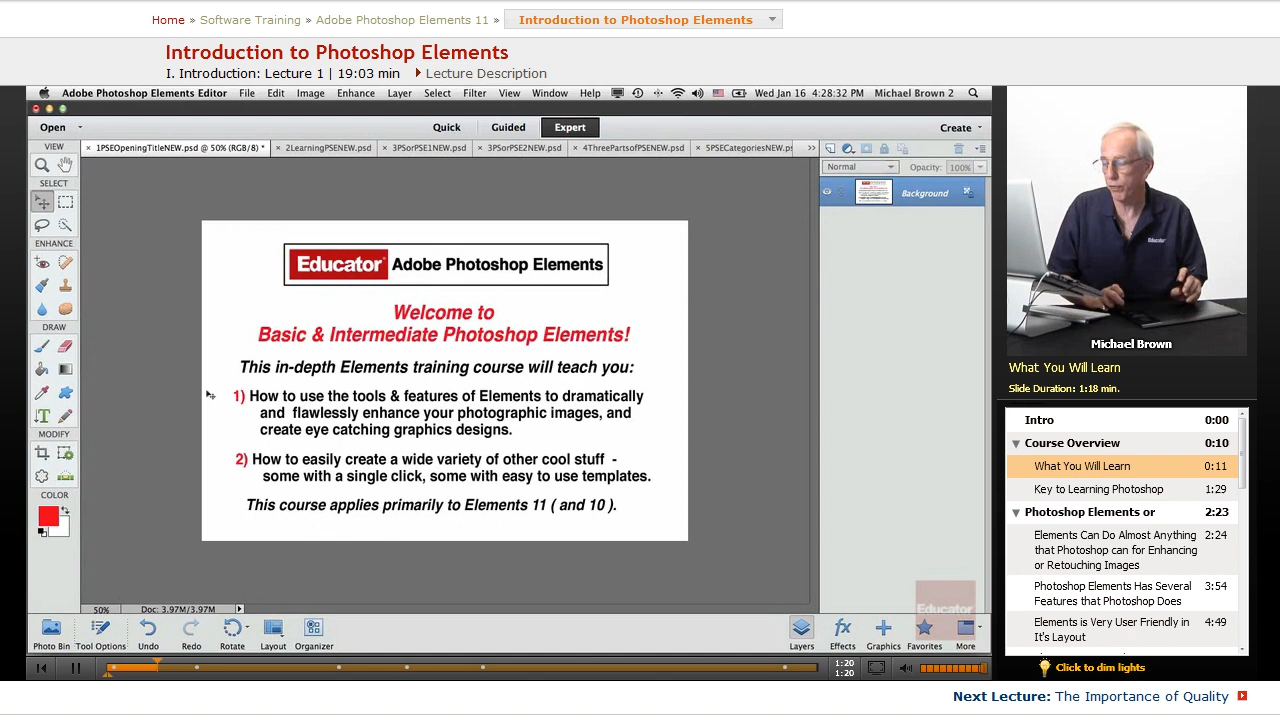 Home » Software Training » Adobe Photoshop Elements 11 » Introduction to Photoshop Elements
Introduction to Photoshop Elements
I. Introduction: Lecture 1 | 19:03 min Lecture Description
Adobe Photoshop Elements Editor File Edit Image Enhance Layer Select Filter View Window Help Wed Jan 16 4:28:32 PM Michael Brown 2
Open Quick Guided Expert Create
VIEW
× 1PSEOpeningTitleNEW.psd @ 50% (RGB/8) * × 2LearningPSENEW.psd × 3PSorPSE1NEW.psd × 3PSorPSE2NEW.psd × 4ThreePartsofPSENEW.psd × 5PSECategoriesNEW.ps >>
Normal Opacity: 100%
Background
SELECT
ENHANCE
DRAW
T
MODIFY
COLOR
Educator Adobe Photoshop Elements
Welcome to
Basic & Intermediate Photoshop Elements!
This in-depth Elements training course will teach you:
1) How to use the tools & features of Elements to dramatically
and flawlessly enhance your photographic images, and
create eye catching graphics designs.
2) How to easily create a wide variety of other cool stuff -
some with a single click, some with easy to use templates.
This course applies primarily to Elements 11 ( and 10 ).
50% Doc: 3.97M/3.97M
Educator
Photo Bin Tool Options Undo Redo Rotate Layout Organizer Layers fx Effects Graphics Favorites More
1:20
1:20
Educator
Michael Brown
What You Will Learn
Slide Duration: 1:18 min.
Intro 0:00
Course Overview 0:10
What You Will Learn 0:11
Key to Learning Photoshop 1:29
Photoshop Elements or 2:23
Elements Can Do Almost Anything 2:24
that Photoshop can for Enhancing
or Retouching Images
Photoshop Elements Has Several 3:54
Features that Photoshop Does
Elements is Very User Friendly in 4:49
It's Layout
Click to dim lights
Next Lecture: The Importance of Quality